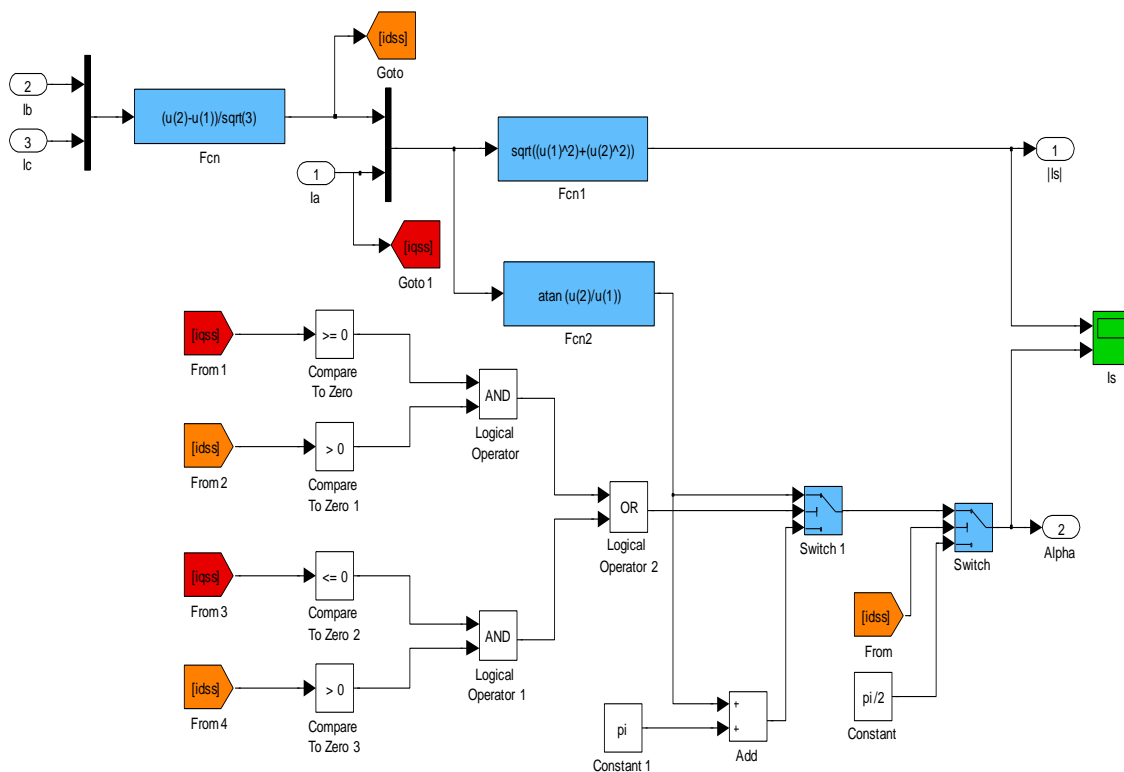 [idss]
Goto
2
Ib
3
Ic
(u(2)-u(1))/sqrt(3)
Fcn
1
Ia
sqrt((u(1)^2)+(u(2)^2))
Fcn1
1
|Is|
[iqss]
Goto 1
atan (u(2)/u(1))
Fcn2
Is
[iqss]
From 1
>= 0
Compare
To Zero
AND
Logical
Operator
[idss]
From 2
> 0
Compare
To Zero 1
OR
Logical
Operator 2
Switch 1
Switch
2
Alpha
[iqss]
From 3
<= 0
Compare
To Zero 2
AND
Logical
Operator 1
[idss]
From 4
> 0
Compare
To Zero 3
[idss]
From
pi/2
Constant
pi
Constant 1
+
+
Add